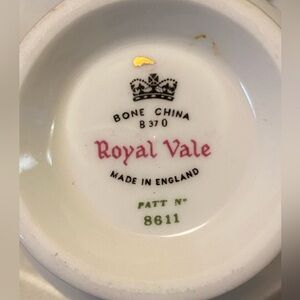 BONE CHINA
B 37 0
Royal Vale
MADE IN ENGLAND
PATT Nº
8611